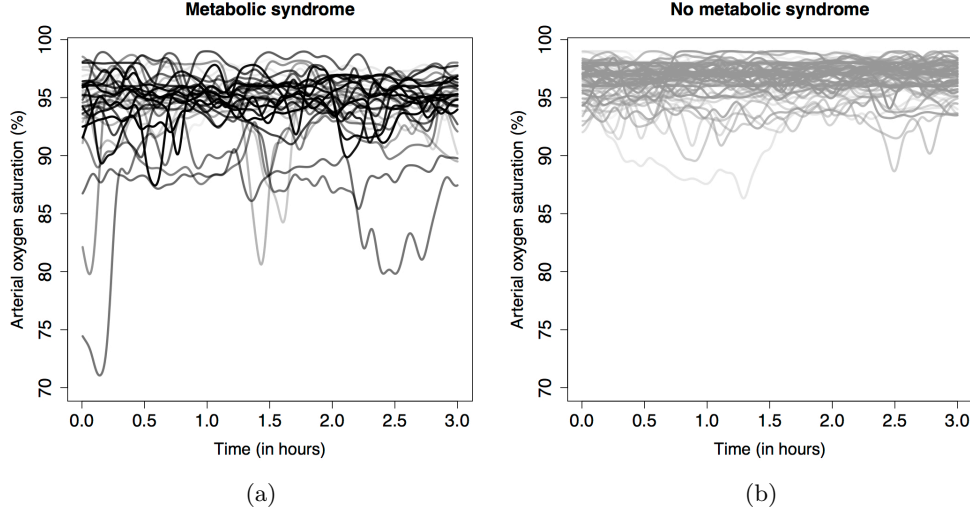 Metabolic syndrome
No metabolic syndrome
Arterial oxygen saturation (%)
100
95
90
85
80
75
70
0.0 0.5 1.0 1.5 2.0 2.5 3.0
Time (in hours)
(a)
Arterial oxygen saturation (%)
100
95
90
85
80
75
70
0.0 0.5 1.0 1.5 2.0 2.5 3.0
Time (in hours)
(b)